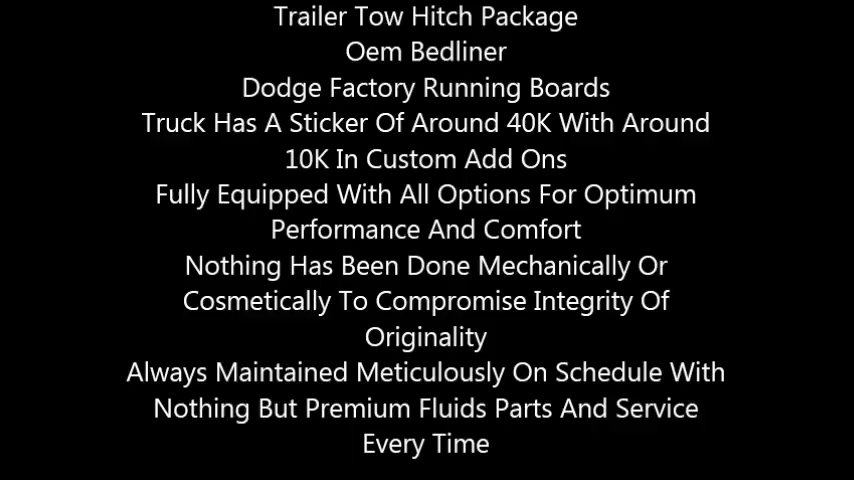 Trailer Tow Hitch Package
Oem Bedliner
Dodge Factory Running Boards
Truck Has A Sticker Of Around 40K With Around
10K In Custom Add Ons
Fully Equipped With All Options For Optimum
Performance And Comfort
Nothing Has Been Done Mechanically Or
Cosmetically To Compromise Integrity Of
Originality
Always Maintained Meticulously On Schedule With
Nothing But Premium Fluids Parts And Service
Every Time